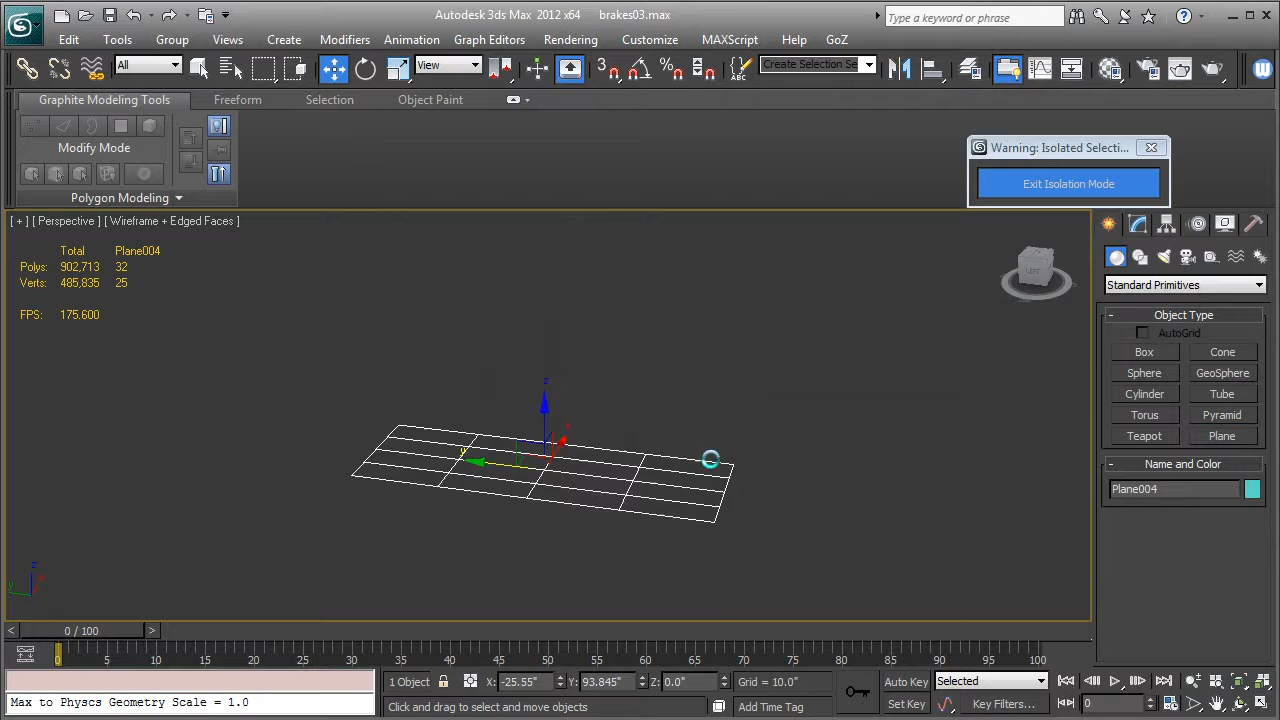 Autodesk 3ds Max 2012 x64 brakes03.max
Type a keyword or phrase
Edit Tools Group Views Create Modifiers Animation Graph Editors Rendering Customize MAXScript Help GoZ
All View 3 Create Selection Se
Graphite Modeling Tools Freeform Selection Object Paint
Modify Mode
Polygon Modeling
Warning: Isolated Selecti...
Exit Isolation Mode
[ + ] [ Perspective ] [ Wireframe + Edged Faces ]
Total Plane004
Polys: 902,713 32
Verts: 485,835 25
FPS: 175.600
LEFT
z
x
y
z
x
y
Standard Primitives
- Object Type
AutoGrid
Box Cone
Sphere GeoSphere
Cylinder Tube
Torus Pyramid
Teapot Plane
- Name and Color
Plane004
< 0 / 100 >
0 5 10 15 20 25 30 35 40 45 50 55 60 65 70 75 80 85 90 95 100
1 Object X: -25.55" Y: 93.845" Z: 0.0" Grid = 10.0" Auto Key Selected
Max to Physcs Geometry Scale = 1.0 Click and drag to select and move objects Add Time Tag Set Key Key Filters... 0